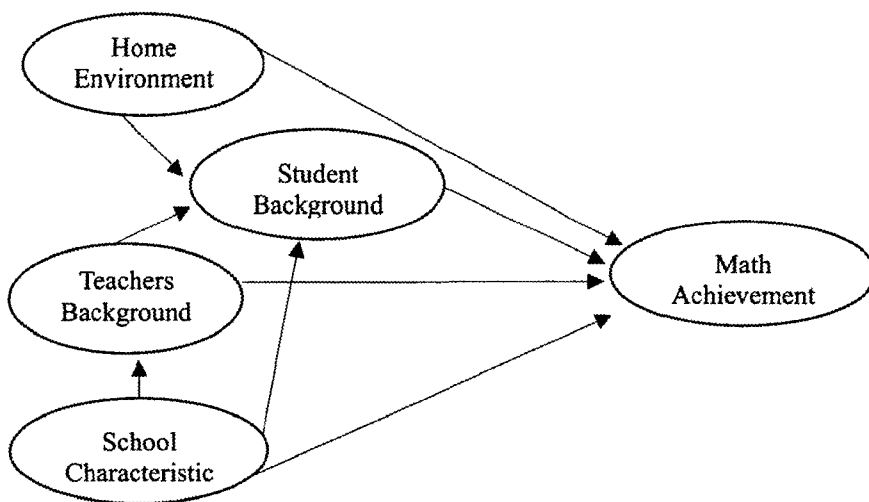 Home
Environment
Student
Background
Teachers
Background
Math
Achievement
School
Characteristic